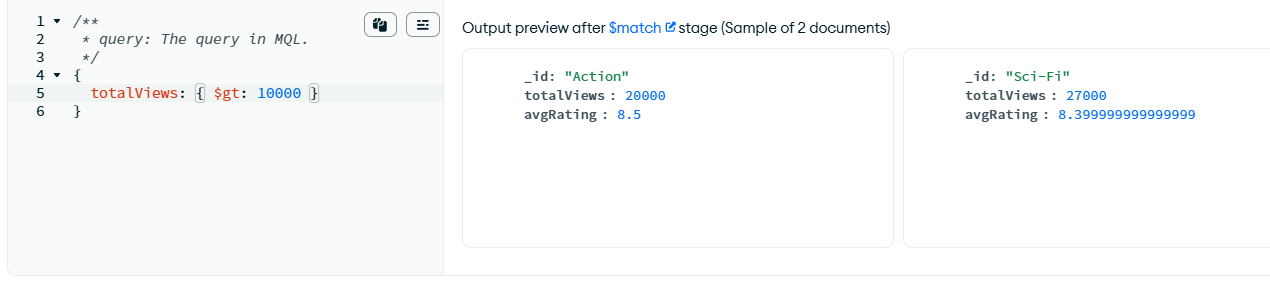 1 /**
2 * query: The query in MQL.
3 */
4 {
5 totalViews: { $gt: 10000 }
6 }
Output preview after $match stage (Sample of 2 documents)
_id: "Action"
totalViews : 20000
avgRating : 8.5
_id: "Sci-Fi"
totalViews : 27000
avgRating : 8.399999999999999